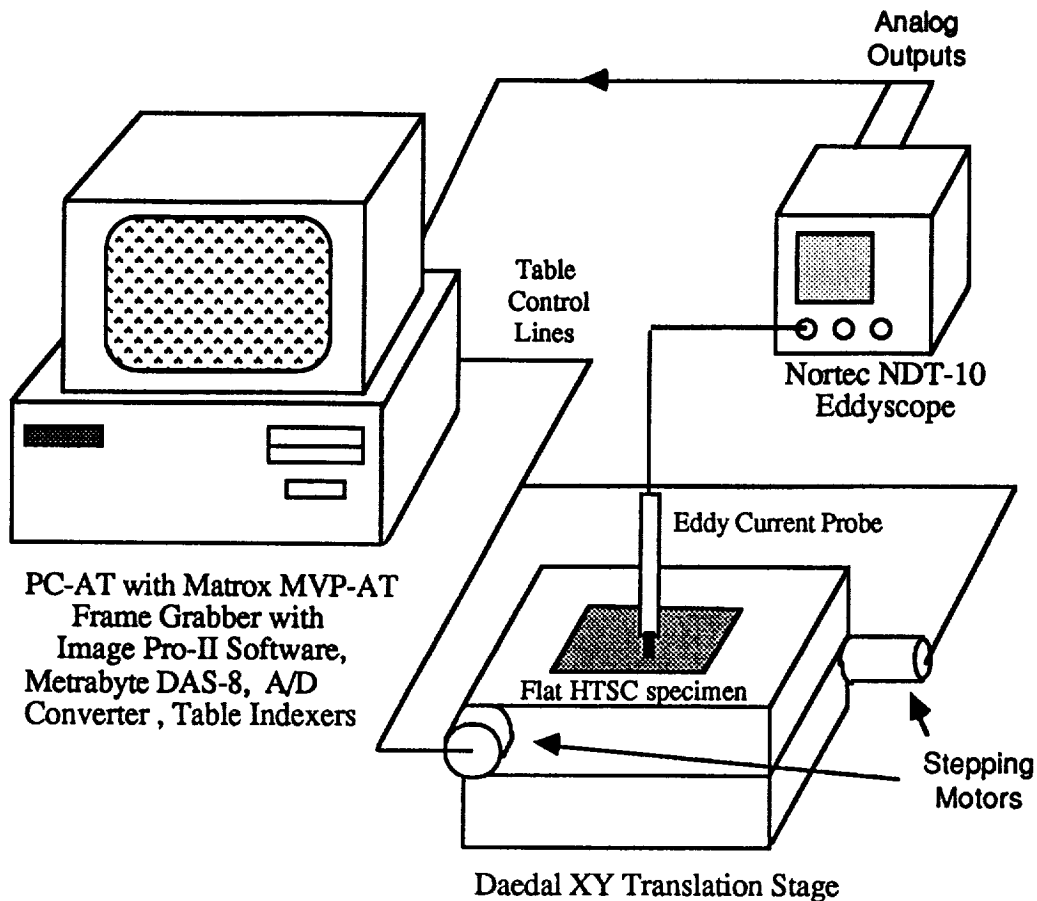 Analog
Outputs
Table
Control
Lines
Nortec NDT-10
Eddyscope
Eddy Current Probe
PC-AT with Matrox MVP-AT
Frame Grabber with
Image Pro-II Software,
Metrabyte DAS-8, A/D
Converter , Table Indexers
Flat HTSC specimen
Stepping
Motors
Daedal XY Translation Stage